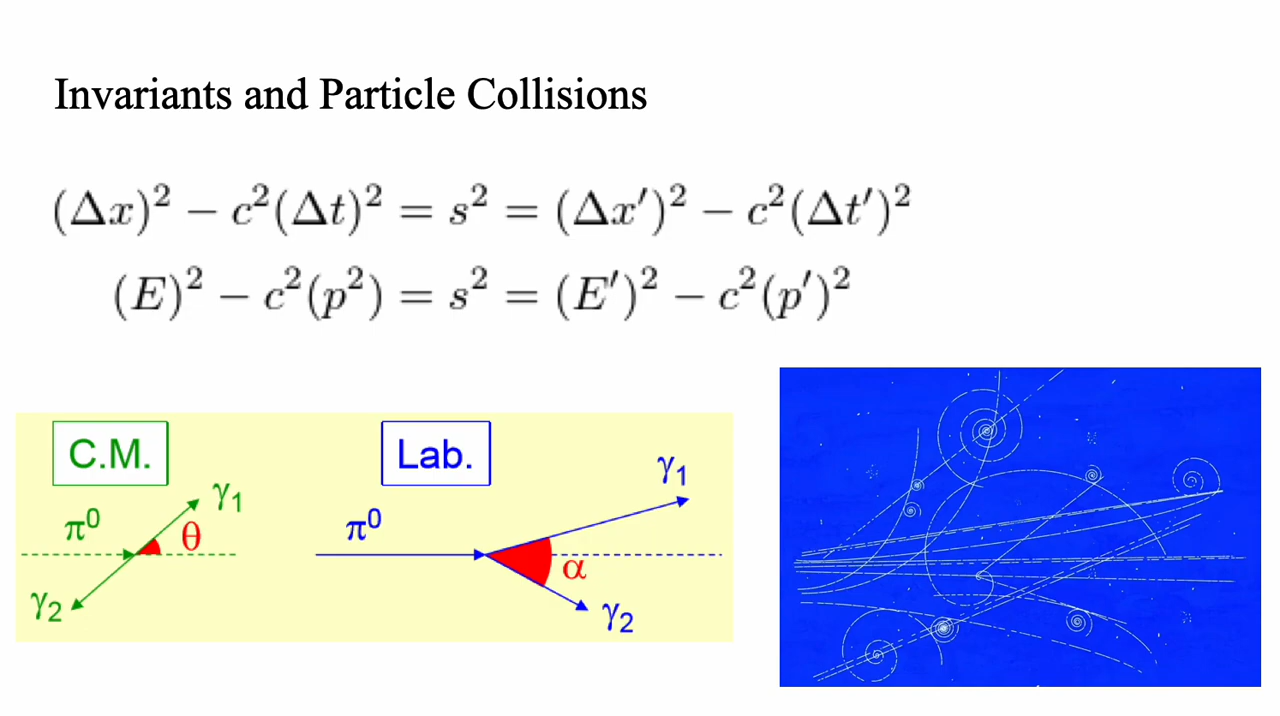 Invariants and Particle Collisions
(Δx)² − c²(Δt)² = s² = (Δx′)² − c²(Δt′)²
(E)² − c²(p²) = s² = (E′)² − c²(p′)²
C.M.
π⁰
γ₁
θ
γ₂
Lab.
π⁰
γ₁
α
γ₂